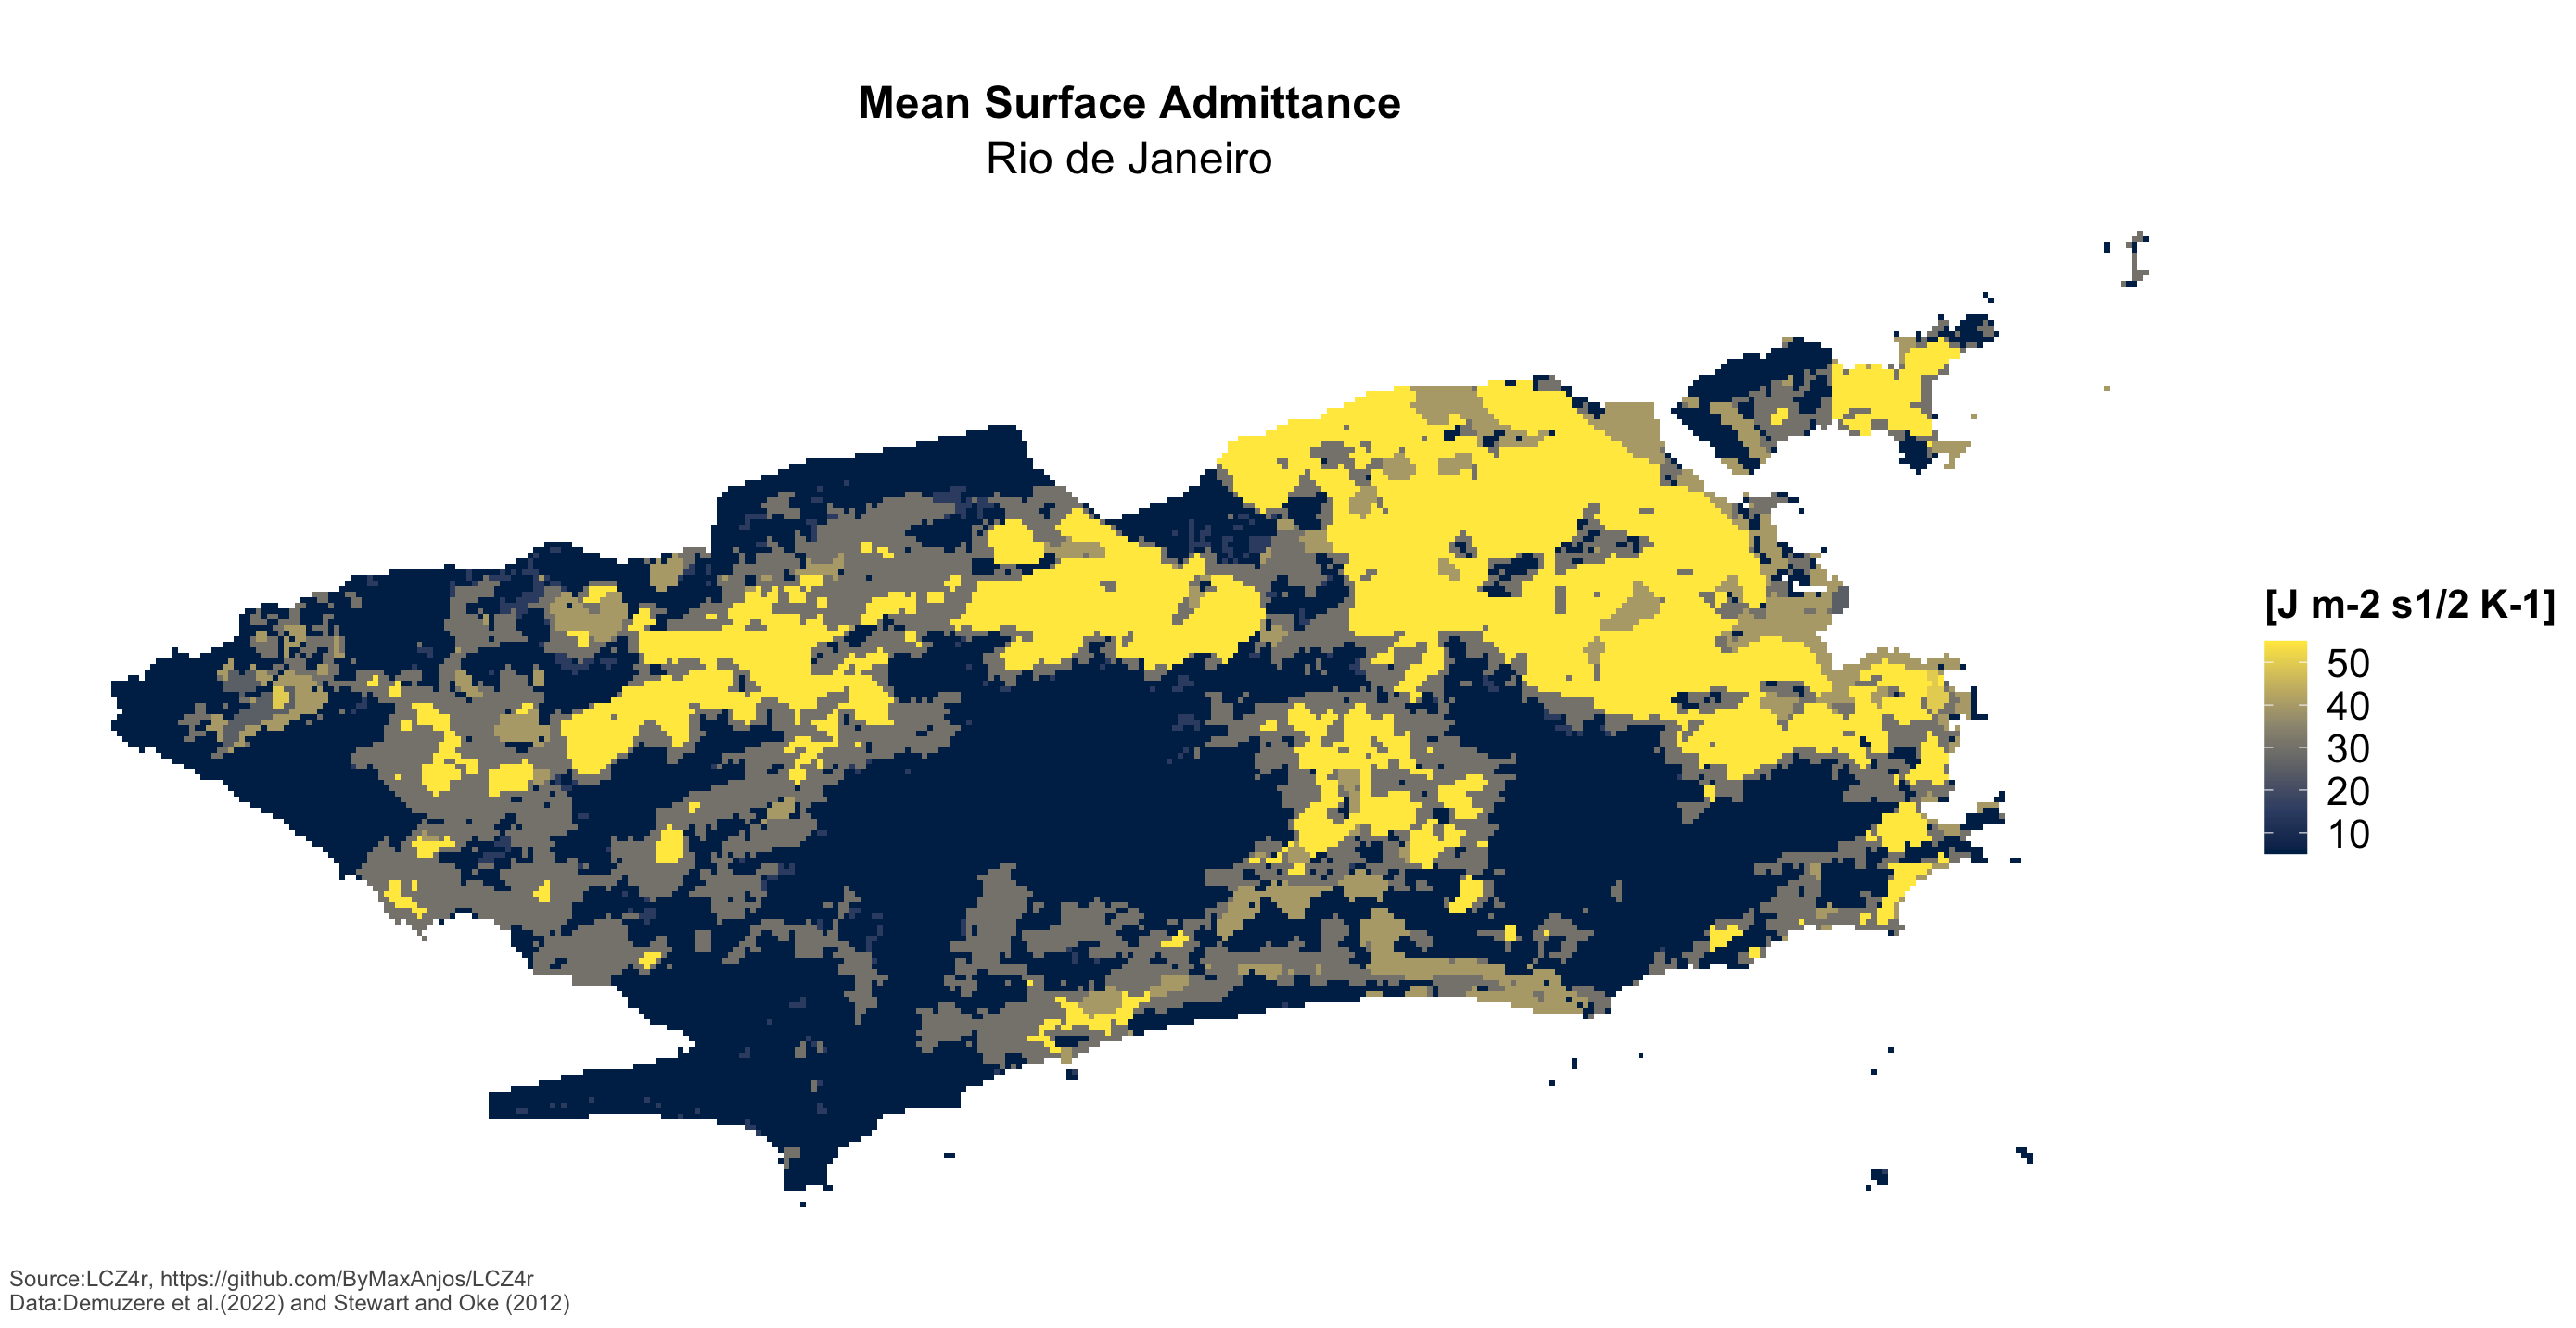 Mean Surface Admittance
Rio de Janeiro
[J m-2 s1/2 K-1]
50
40
30
20
10
Source:LCZ4r, https://github.com/ByMaxAnjos/LCZ4r
Data:Demuzere et al.(2022) and Stewart and Oke (2012)